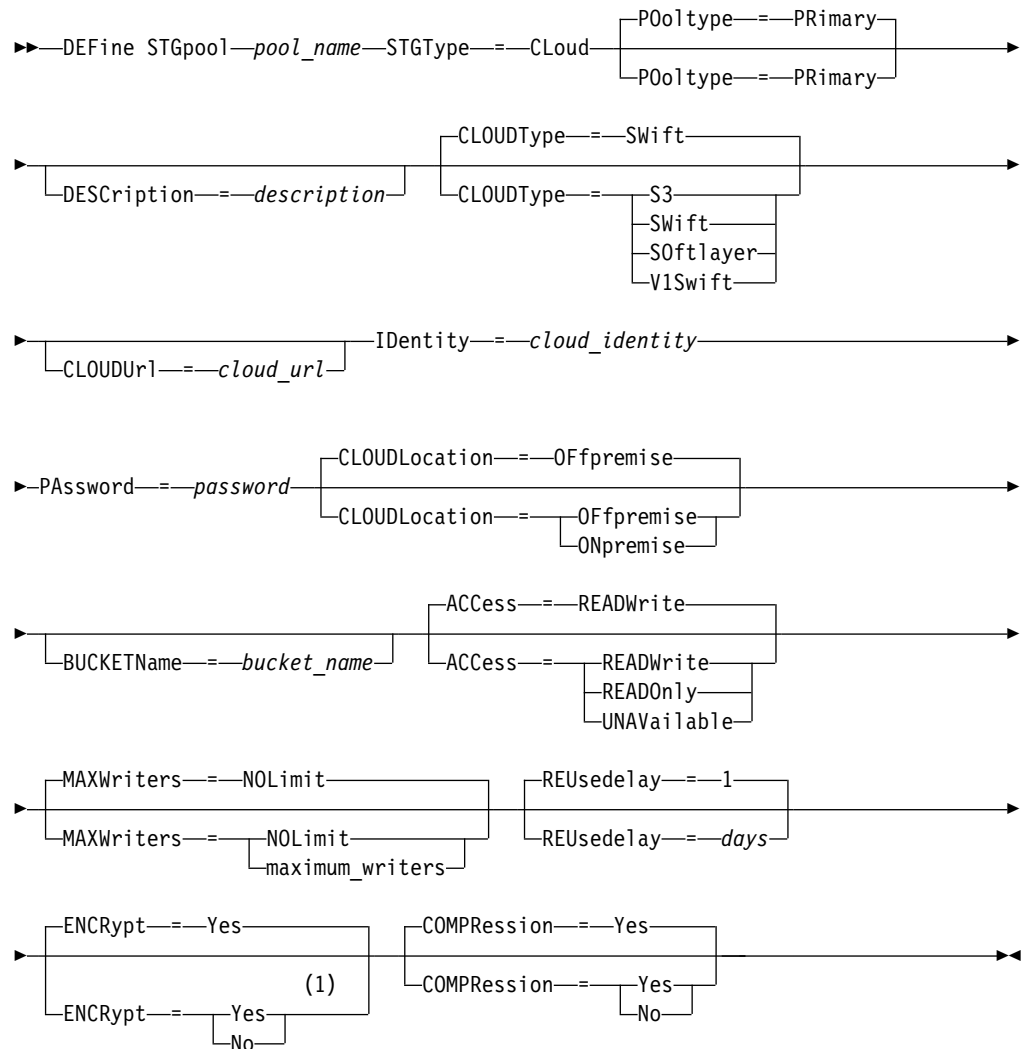 POoltype = PRimary
DEFine STGpool pool_name STGType = CLoud
POoltype = PRimary
CLOUDType = SWift
DESCription = description
CLOUDType = S3
SWift
SOftlayer
V1Swift
IDentity = cloud_identity
CLOUDUrl = cloud_url
CLOUDLocation = OFfpremise
PAssword = password
CLOUDLocation = OFfpremise
ONpremise
ACCess = READWrite
BUCKETName = bucket_name
ACCess = READWrite
READOnly
UNAVailable
MAXWriters = NOLimit
REUsedelay = 1
MAXWriters = NOLimit
maximum_writers
REUsedelay = days
ENCRypt = Yes
COMPRession = Yes
(1)
ENCRypt = Yes
No
COMPRession = Yes
No